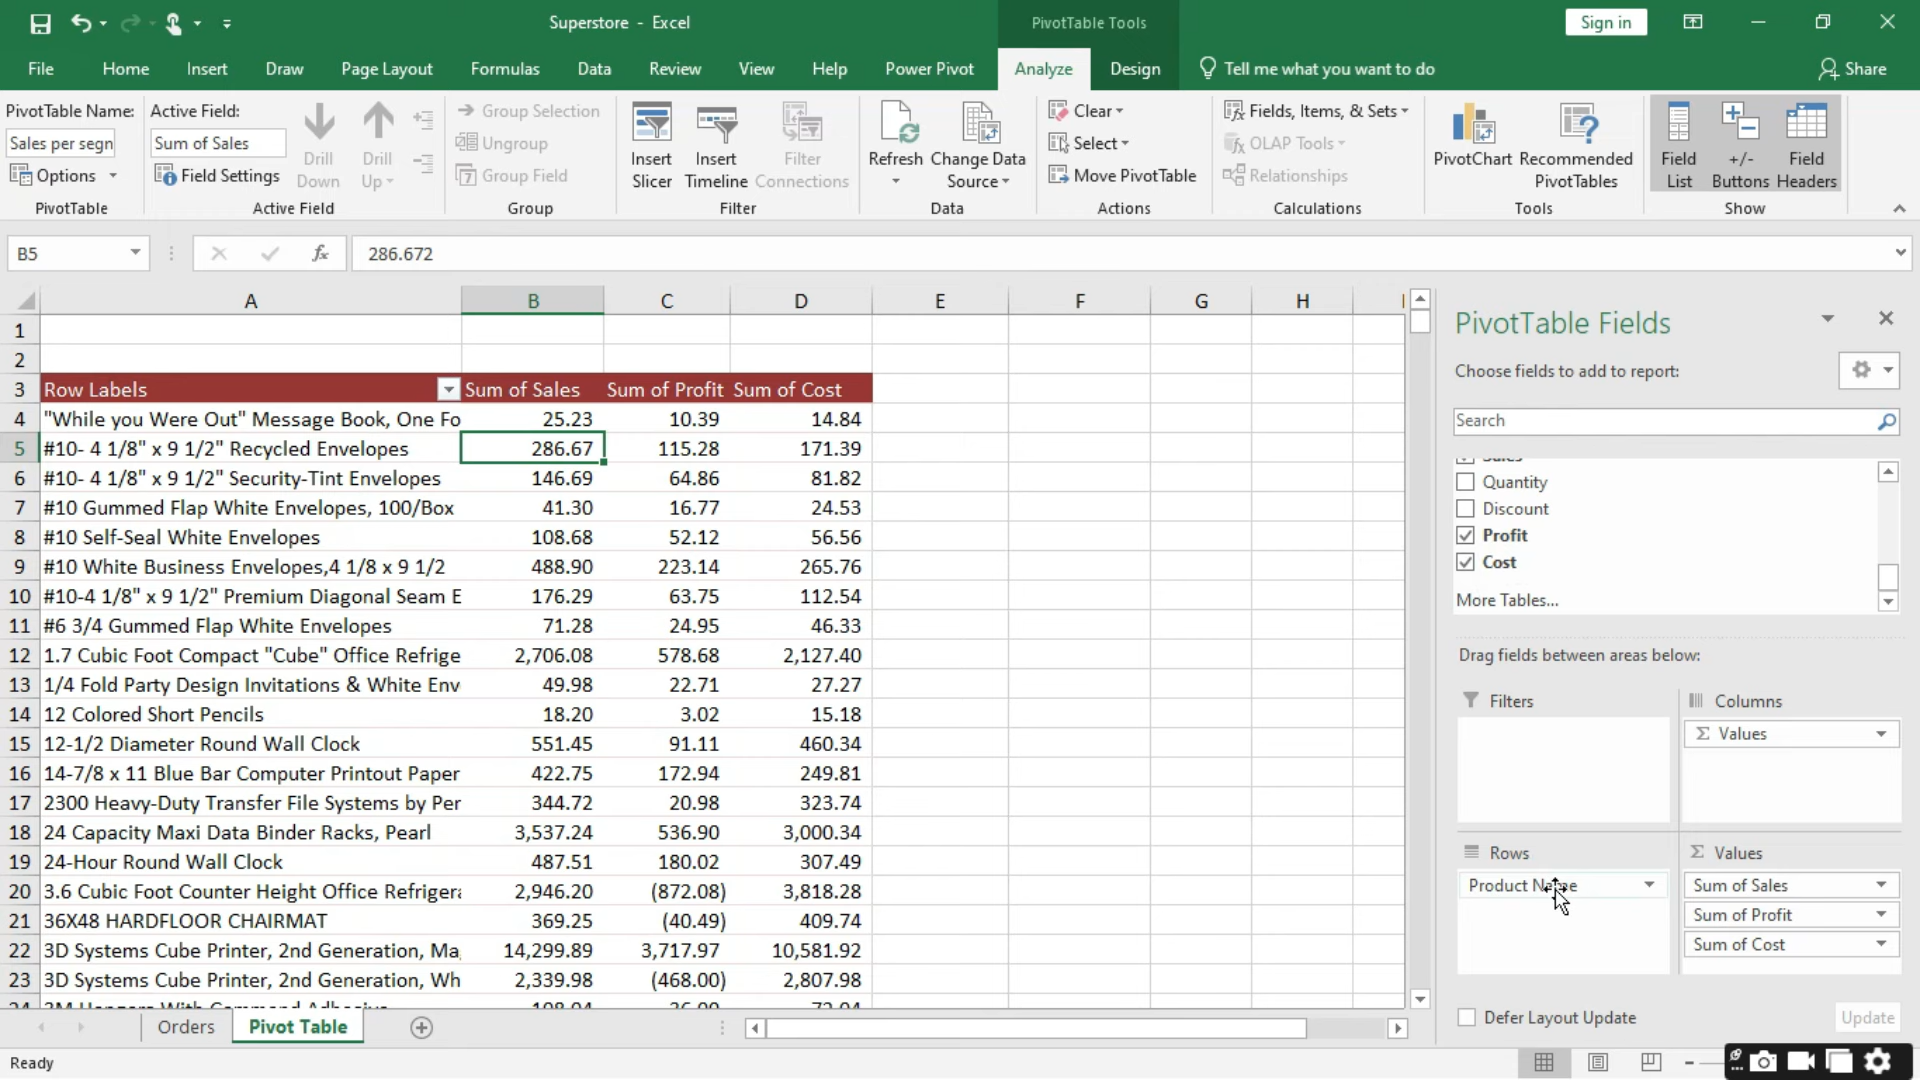 Superstore - Excel
PivotTable Tools
Sign in
File Home Insert Draw Page Layout Formulas Data Review View Help Power Pivot Analyze Design Tell me what you want to do Share
PivotTable Name:
Sales per segn
Options
PivotTable
Active Field:
Sum of Sales
Field Settings
Drill Down
Drill Up
Active Field
Group Selection
Ungroup
Group Field
Group
Insert Slicer
Insert Timeline
Filter Connections
Filter
Refresh
Change Data Source
Data
Clear
Select
Move PivotTable
Actions
Fields, Items, & Sets
OLAP Tools
Relationships
Calculations
PivotChart
Recommended PivotTables
Tools
Field List
+/- Buttons
Field Headers
Show
B5 fx 286.672
A B C D E F G H I
1
2
3 Row Labels Sum of Sales Sum of Profit Sum of Cost
4 "While you Were Out" Message Book, One Fo 25.23 10.39 14.84
5 #10- 4 1/8" x 9 1/2" Recycled Envelopes 286.67 115.28 171.39
6 #10- 4 1/8" x 9 1/2" Security-Tint Envelopes 146.69 64.86 81.82
7 #10 Gummed Flap White Envelopes, 100/Box 41.30 16.77 24.53
8 #10 Self-Seal White Envelopes 108.68 52.12 56.56
9 #10 White Business Envelopes,4 1/8 x 9 1/2 488.90 223.14 265.76
10 #10-4 1/8" x 9 1/2" Premium Diagonal Seam E 176.29 63.75 112.54
11 #6 3/4 Gummed Flap White Envelopes 71.28 24.95 46.33
12 1.7 Cubic Foot Compact "Cube" Office Refrige 2,706.08 578.68 2,127.40
13 1/4 Fold Party Design Invitations & White Env 49.98 22.71 27.27
14 12 Colored Short Pencils 18.20 3.02 15.18
15 12-1/2 Diameter Round Wall Clock 551.45 91.11 460.34
16 14-7/8 x 11 Blue Bar Computer Printout Paper 422.75 172.94 249.81
17 2300 Heavy-Duty Transfer File Systems by Per 344.72 20.98 323.74
18 24 Capacity Maxi Data Binder Racks, Pearl 3,537.24 536.90 3,000.34
19 24-Hour Round Wall Clock 487.51 180.02 307.49
20 3.6 Cubic Foot Counter Height Office Refrigera 2,946.20 (872.08) 3,818.28
21 36X48 HARDFLOOR CHAIRMAT 369.25 (40.49) 409.74
22 3D Systems Cube Printer, 2nd Generation, Ma 14,299.89 3,717.97 10,581.92
23 3D Systems Cube Printer, 2nd Generation, Wh 2,339.98 (468.00) 2,807.98
Orders Pivot Table
Ready
PivotTable Fields
Choose fields to add to report:
Search
Sales
Quantity
Discount
Profit
Cost
More Tables...
Drag fields between areas below:
Filters
Columns
Σ Values
Rows
Product Name
Σ Values
Sum of Sales
Sum of Profit
Sum of Cost
Defer Layout Update
Update